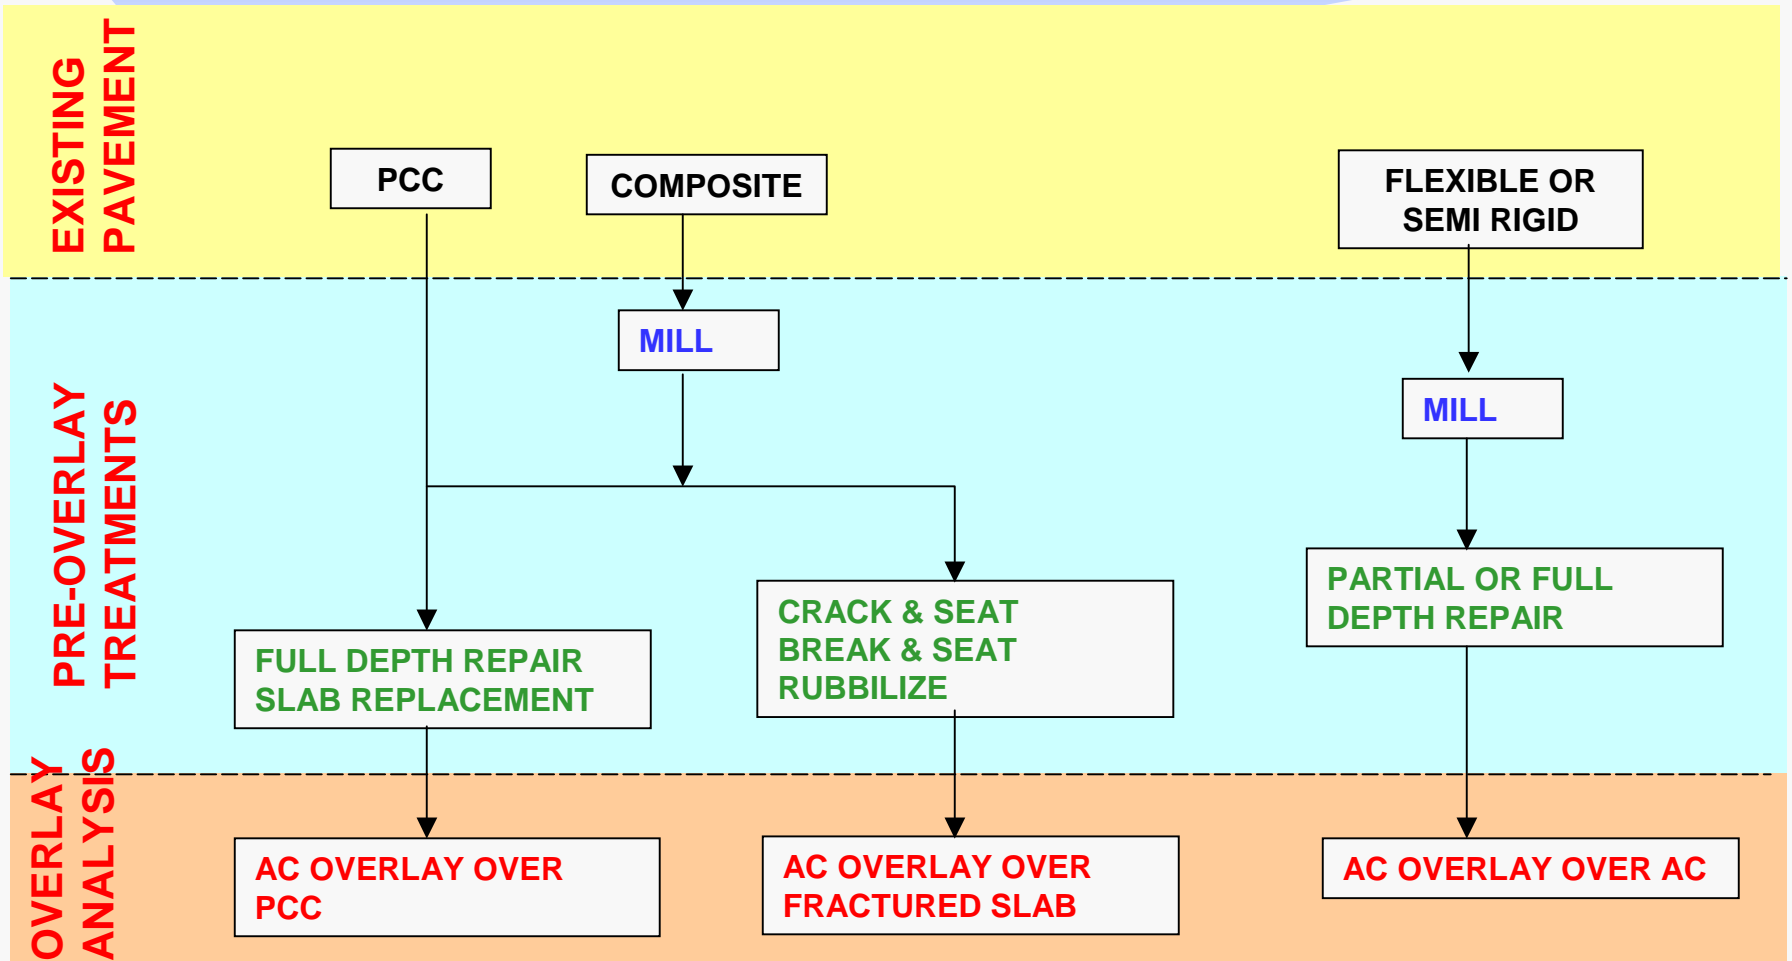 EXISTING
PAVEMENT
PCC
COMPOSITE
FLEXIBLE OR
SEMI RIGID
PRE-OVERLAY
TREATMENTS
MILL
MILL
FULL DEPTH REPAIR
SLAB REPLACEMENT
CRACK & SEAT
BREAK & SEAT
RUBBILIZE
PARTIAL OR FULL
DEPTH REPAIR
OVERLAY
ANALYSIS
AC OVERLAY OVER
PCC
AC OVERLAY OVER
FRACTURED SLAB
AC OVERLAY OVER AC